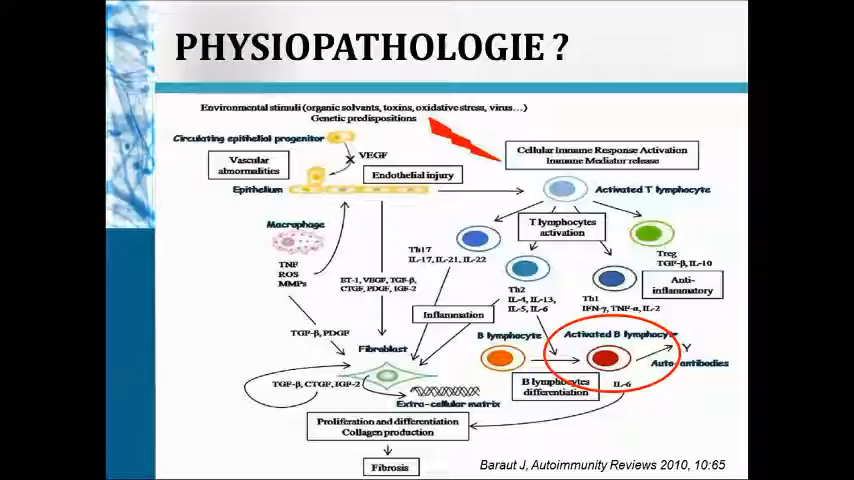 PHYSIOPATHOLOGIE ?
Environmental stimuli (organic solvants, toxins, oxidative stress, virus…)
Genetic predispositions
Circulating epithelial progenitor
Cellular Immune Response Activation
Immune Mediator release
Vascular
abnormalities
VEGF
Endothelial injury
Epithelium
Activated T lymphocyte
Macrophage
T lymphocytes
activation
TNF
ROS
MMPs
Th17
IL-17, IL-21, IL-22
Treg
TGF-β, IL-10
ET-1, VEGF, TGF-β,
CTGF, PDGF, IGF-2
Th2
IL-4, IL-13,
IL-5, IL-6
Th1
IFN-γ, TNF-α, IL-2
Anti-
inflammatory
Inflammation
TGF-β, PDGF
B lymphocyte
Activated B lymphocyte
Y
Auto-antibodies
Fibroblast
TGF-β, CTGF, IGF-2
B lymphocytes
differentiation
IL-6
Extra-cellular matrix
Proliferation and differentiation
Collagen production
Fibrosis
Baraut J, Autoimmunity Reviews 2010, 10:65